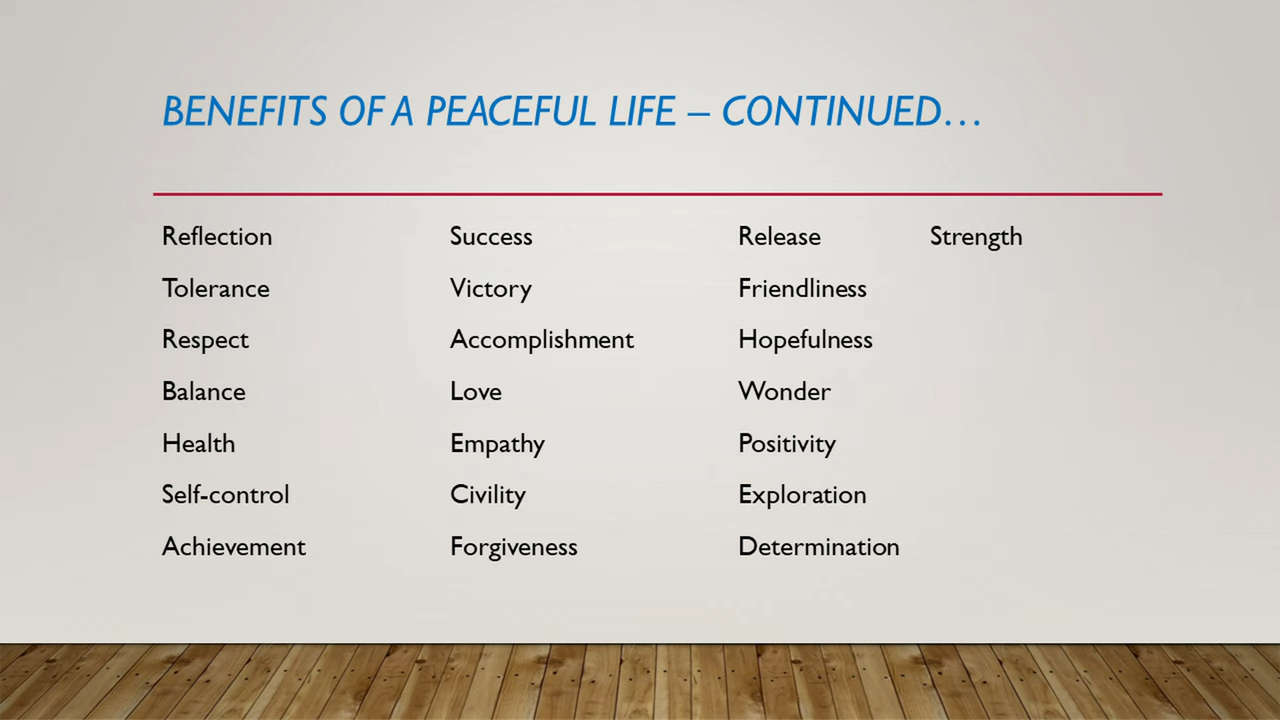 BENEFITS OF A PEACEFUL LIFE – CONTINUED…
Reflection Success Release Strength
Tolerance Victory Friendliness
Respect Accomplishment Hopefulness
Balance Love Wonder
Health Empathy Positivity
Self-control Civility Exploration
Achievement Forgiveness Determination